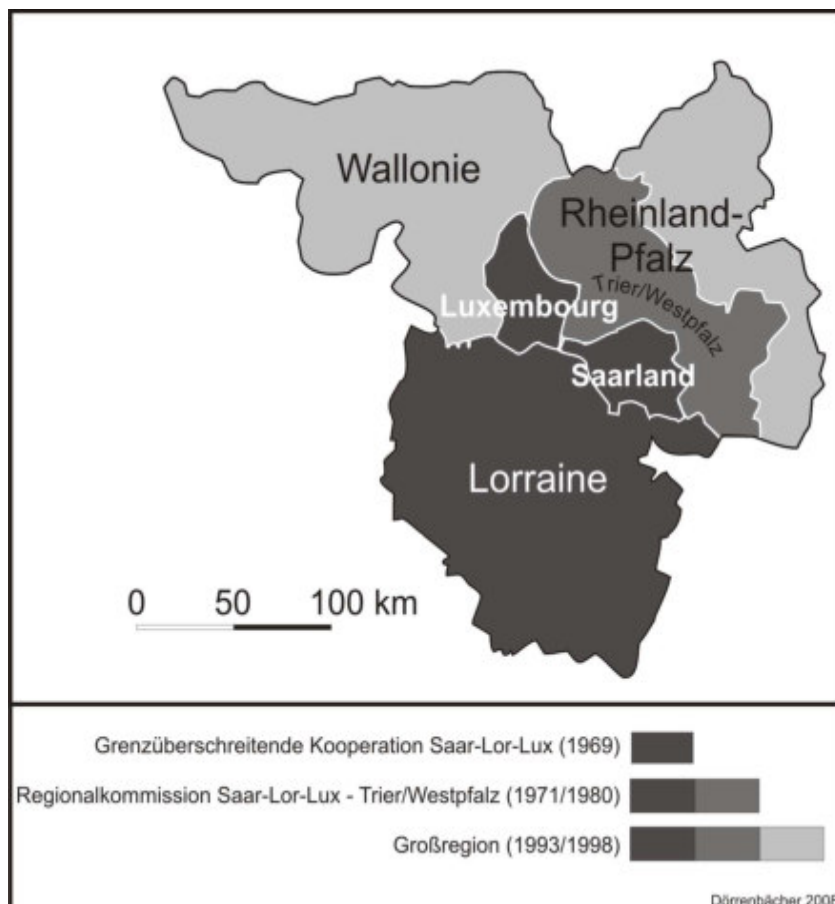 Wallonie
Rheinland-
Pfalz
Trier/Westpfalz
Luxembourg
Saarland
Lorraine
0 50 100 km
Grenzüberschreitende Kooperation Saar-Lor-Lux (1969)
Regionalkommission Saar-Lor-Lux - Trier/Westpfalz (1971/1980)
Großregion (1993/1998)
Dörrenbächer 2008